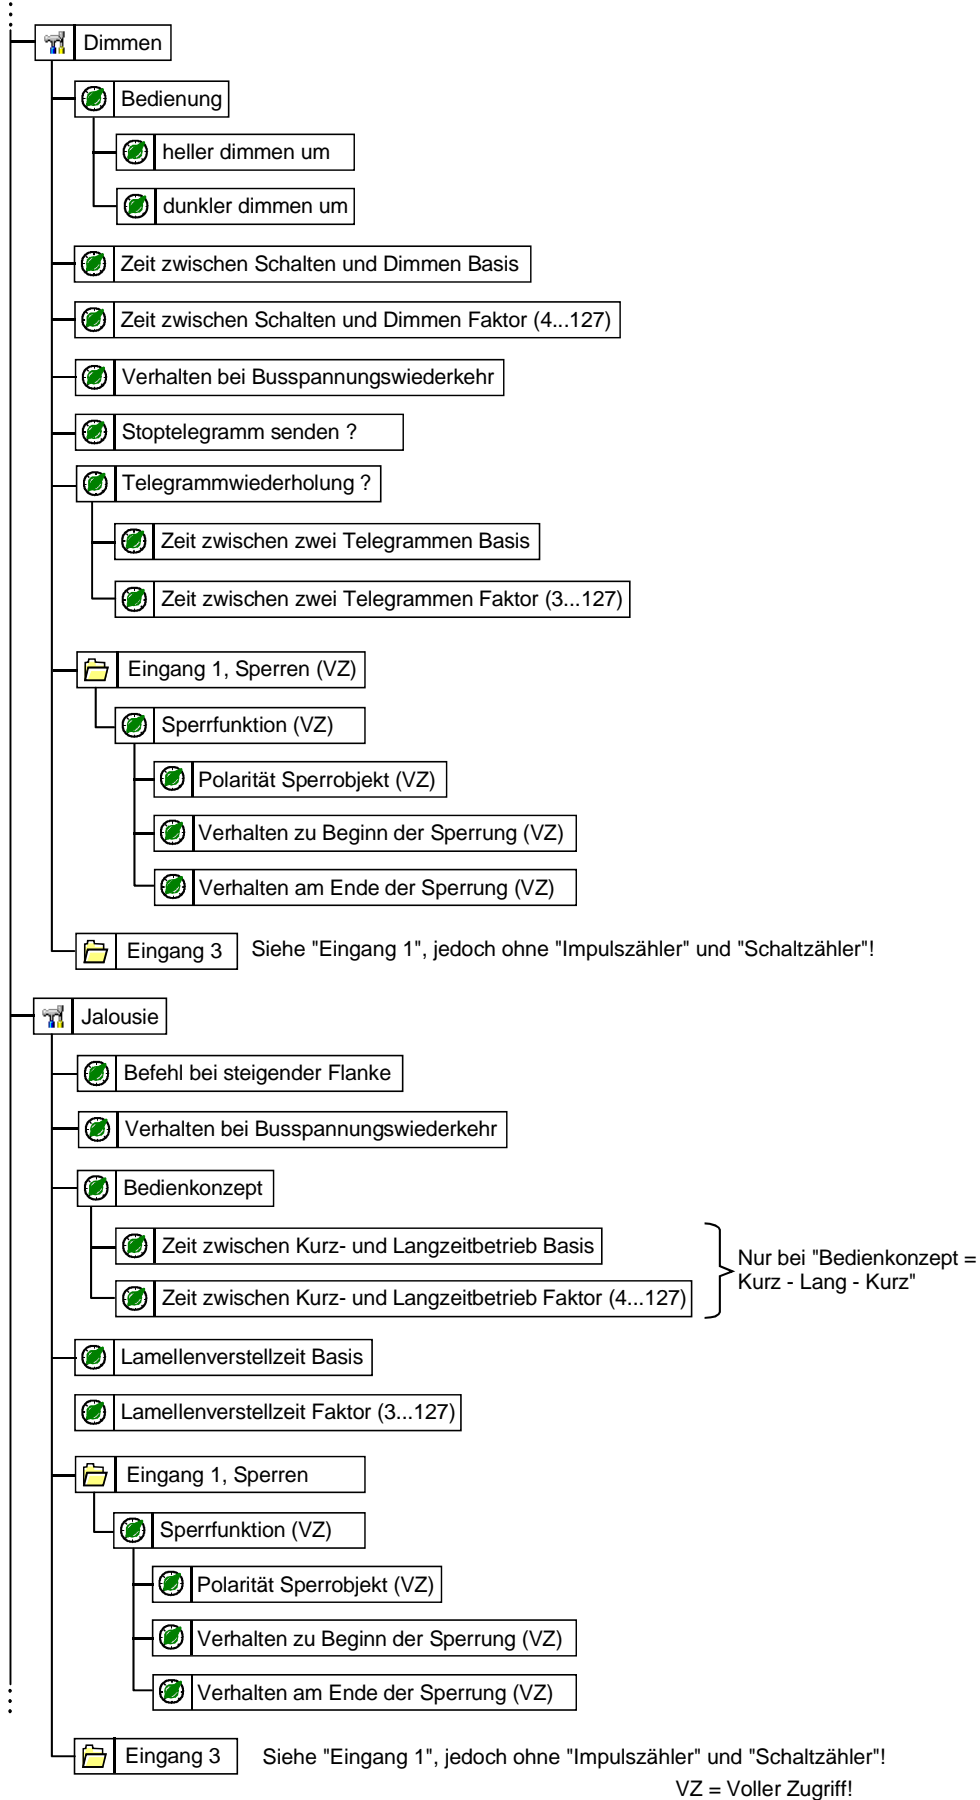 Dimmen
Bedienung
heller dimmen um
dunkler dimmen um
Zeit zwischen Schalten und Dimmen Basis
Zeit zwischen Schalten und Dimmen Faktor (4...127)
Verhalten bei Busspannungswiederkehr
Stoptelegramm senden ?
Telegrammwiederholung ?
Zeit zwischen zwei Telegrammen Basis
Zeit zwischen zwei Telegrammen Faktor (3...127)
Eingang 1, Sperren (VZ)
Sperrfunktion (VZ)
Polarität Sperrobjekt (VZ)
Verhalten zu Beginn der Sperrung (VZ)
Verhalten am Ende der Sperrung (VZ)
Eingang 3 Siehe "Eingang 1", jedoch ohne "Impulszähler" und "Schaltzähler"!
Jalousie
Befehl bei steigender Flanke
Verhalten bei Busspannungswiederkehr
Bedienkonzept
Zeit zwischen Kurz- und Langzeitbetrieb Basis
Zeit zwischen Kurz- und Langzeitbetrieb Faktor (4...127)
Nur bei "Bedienkonzept =
Kurz - Lang - Kurz"
Lamellenverstellzeit Basis
Lamellenverstellzeit Faktor (3...127)
Eingang 1, Sperren
Sperrfunktion (VZ)
Polarität Sperrobjekt (VZ)
Verhalten zu Beginn der Sperrung (VZ)
Verhalten am Ende der Sperrung (VZ)
Eingang 3 Siehe "Eingang 1", jedoch ohne "Impulszähler" und "Schaltzähler"!
VZ = Voller Zugriff!